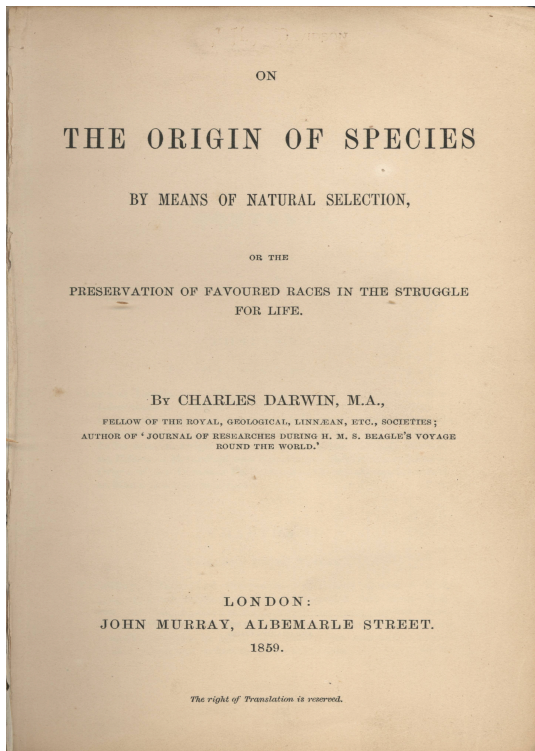 ON
THE ORIGIN OF SPECIES
BY MEANS OF NATURAL SELECTION,
OR THE
PRESERVATION OF FAVOURED RACES IN THE STRUGGLE
FOR LIFE.
By CHARLES DARWIN, M.A.,
FELLOW OF THE ROYAL, GEOLOGICAL, LINNÆAN, ETC., SOCIETIES;
AUTHOR OF ‘JOURNAL OF RESEARCHES DURING H. M. S. BEAGLE’S VOYAGE
ROUND THE WORLD.’
LONDON:
JOHN MURRAY, ALBEMARLE STREET.
1859.
The right of Translation is reserved.